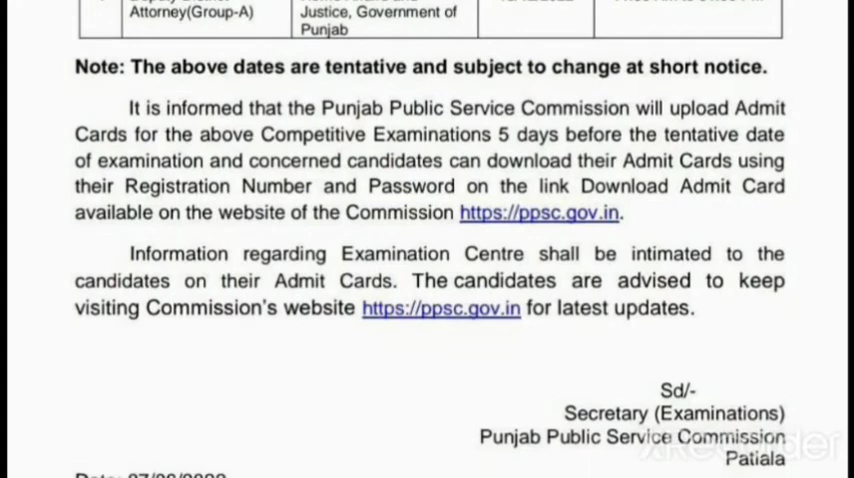 Attorney(Group-A) Justice, Government of
Punjab
Note: The above dates are tentative and subject to change at short notice.
It is informed that the Punjab Public Service Commission will upload Admit
Cards for the above Competitive Examinations 5 days before the tentative date
of examination and concerned candidates can download their Admit Cards using
their Registration Number and Password on the link Download Admit Card
available on the website of the Commission https://ppsc.gov.in.
Information regarding Examination Centre shall be intimated to the
candidates on their Admit Cards. The candidates are advised to keep
visiting Commission's website https://ppsc.gov.in for latest updates.
Sd/-
Secretary (Examinations)
Punjab Public Service Commission
XRecorder
Patiala